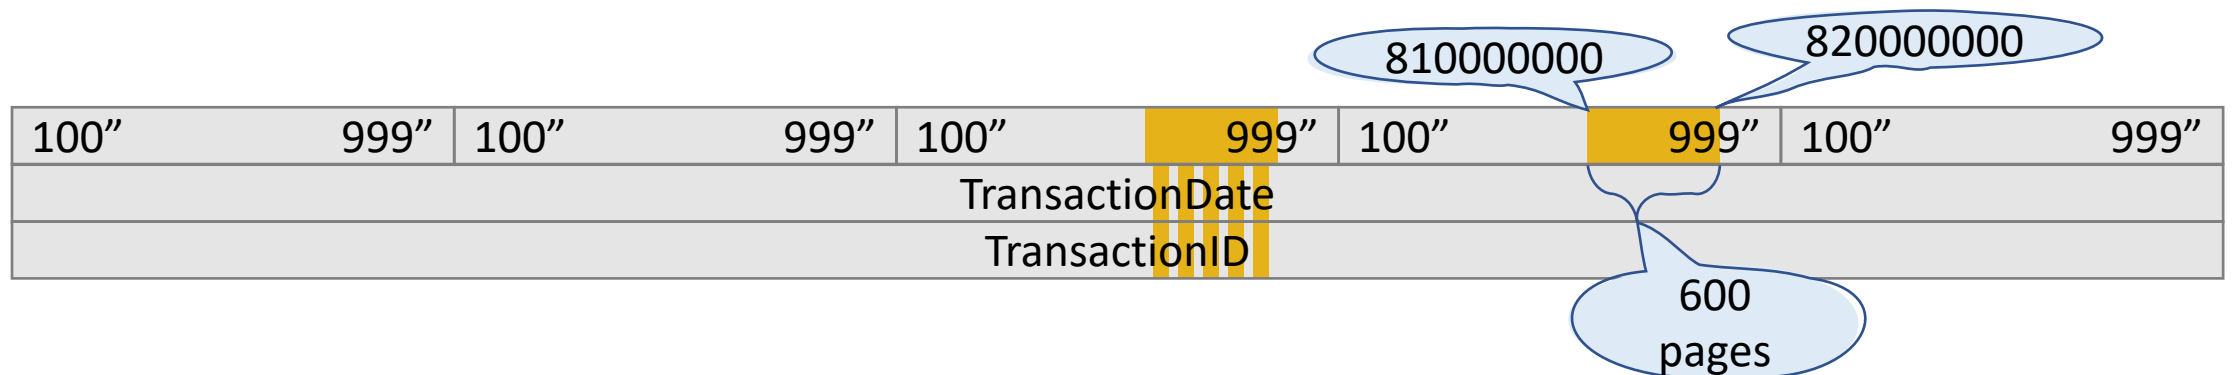 810000000
820000000
100” 999” 100” 999” 100” 999” 100” 999” 100” 999”
TransactionDate
TransactionID
600
pages